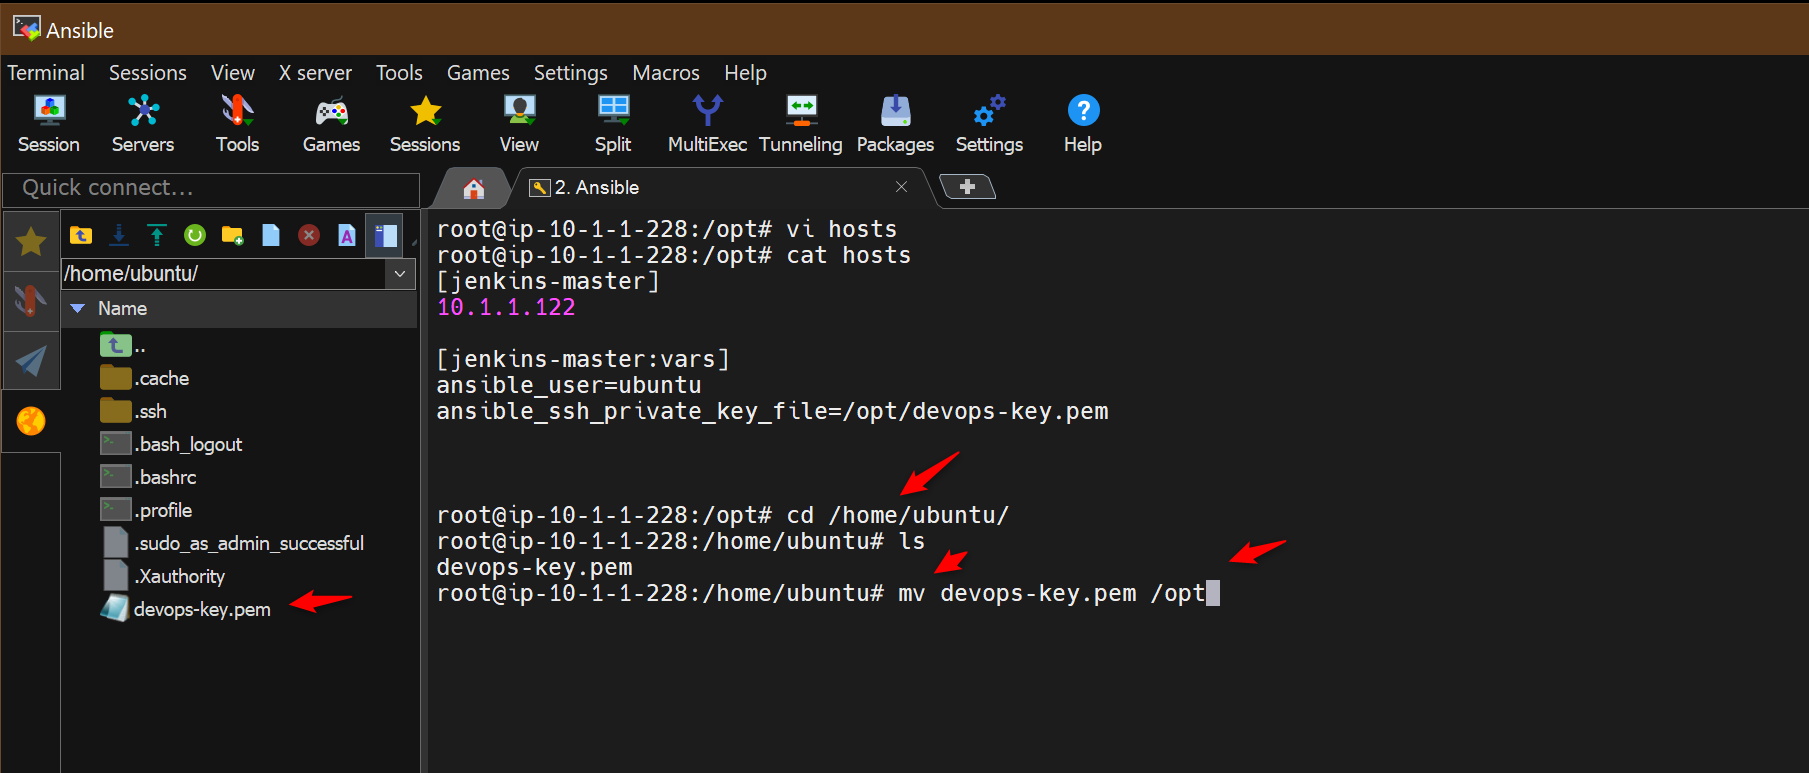 Ansible
Terminal Sessions View X server Tools Games Settings Macros Help
Session Servers Tools Games Sessions View Split MultiExec Tunneling Packages Settings Help
Quick connect...
2. Ansible
/home/ubuntu/
Name
..
.cache
.ssh
.bash_logout
.bashrc
.profile
.sudo_as_admin_successful
.Xauthority
devops-key.pem
root@ip-10-1-1-228:/opt# vi hosts
root@ip-10-1-1-228:/opt# cat hosts
[jenkins-master]
10.1.1.122
[jenkins-master:vars]
ansible_user=ubuntu
ansible_ssh_private_key_file=/opt/devops-key.pem
root@ip-10-1-1-228:/opt# cd /home/ubuntu/
root@ip-10-1-1-228:/home/ubuntu# ls
devops-key.pem
root@ip-10-1-1-228:/home/ubuntu# mv devops-key.pem /opt